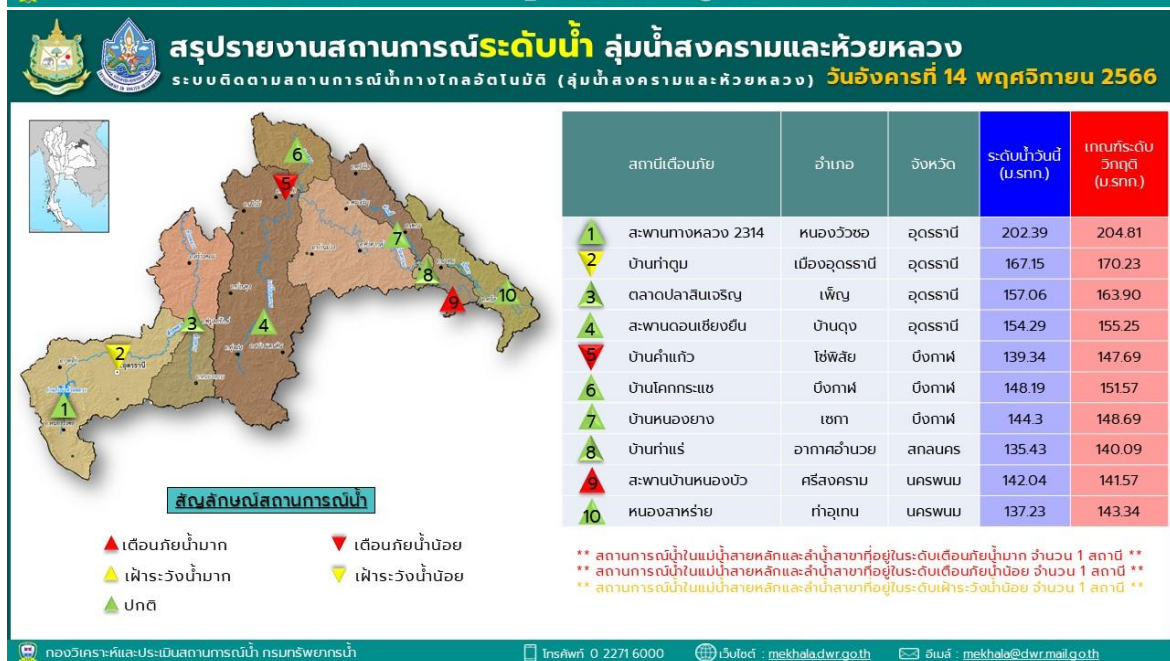 สรุปรายงานสถานการณ์ระดับน้ำ ลุ่มน้ำสงครามและห้วยหลวง
ระบบติดตามสถานการณ์น้ำทางไกลอัตโนมัติ (ลุ่มน้ำสงครามและห้วยหลวง) วันอังคารที่ 14 พฤศจิกายน 2566
6
5
7
8
9
10
3
4
2
อุดรธานี
1
สัญลักษณ์สถานการณ์น้ำ
เตือนภัยน้ำมาก เตือนภัยน้ำน้อย
เฝ้าระวังน้ำมาก เฝ้าระวังน้ำน้อย
ปกติ
สถานีเตือนภัย อำเภอ จังหวัด ระดับน้ำวันนี้ (ม.รทก.) เกณฑ์ระดับวิกฤติ (ม.รทก.)
1 สะพานทางหลวง 2314 หนองวัวซอ อุดรธานี 202.39 204.81
2 บ้านท่าตูม เมืองอุดรธานี อุดรธานี 167.15 170.23
3 ตลาดปลาสินเจริญ เพ็ญ อุดรธานี 157.06 163.90
4 สะพานดอนเชียงยืน บ้านดุง อุดรธานี 154.29 155.25
5 บ้านคำแก้ว โซ่พิสัย บึงกาฬ 139.34 147.69
6 บ้านโคกกระแซ บึงกาฬ บึงกาฬ 148.19 151.57
7 บ้านหนองยาง เซกา บึงกาฬ 144.3 148.69
8 บ้านท่าแร่ อากาศอำนวย สกลนคร 135.43 140.09
9 สะพานบ้านหนองบัว ศรีสงคราม นครพนม 142.04 141.57
10 หนองสาหร่าย ท่าอุเทน นครพนม 137.23 143.34
** สถานการณ์น้ำในแม่น้ำสายหลักและลำน้ำสาขาที่อยู่ในระดับเตือนภัยน้ำมาก จำนวน 1 สถานี **
** สถานการณ์น้ำในแม่น้ำสายหลักและลำน้ำสาขาที่อยู่ในระดับเตือนภัยน้ำน้อย จำนวน 1 สถานี **
** สถานการณ์น้ำในแม่น้ำสายหลักและลำน้ำสาขาที่อยู่ในระดับเฝ้าระวังน้ำน้อย จำนวน 1 สถานี **
กองวิเคราะห์และประเมินสถานการณ์น้ำ กรมทรัพยากรน้ำ โทรศัพท์ 0 2271 6000 เว็บไซต์ : mekhala.dwr.go.th อีเมล์ : mekhala@dwr.mail.go.th